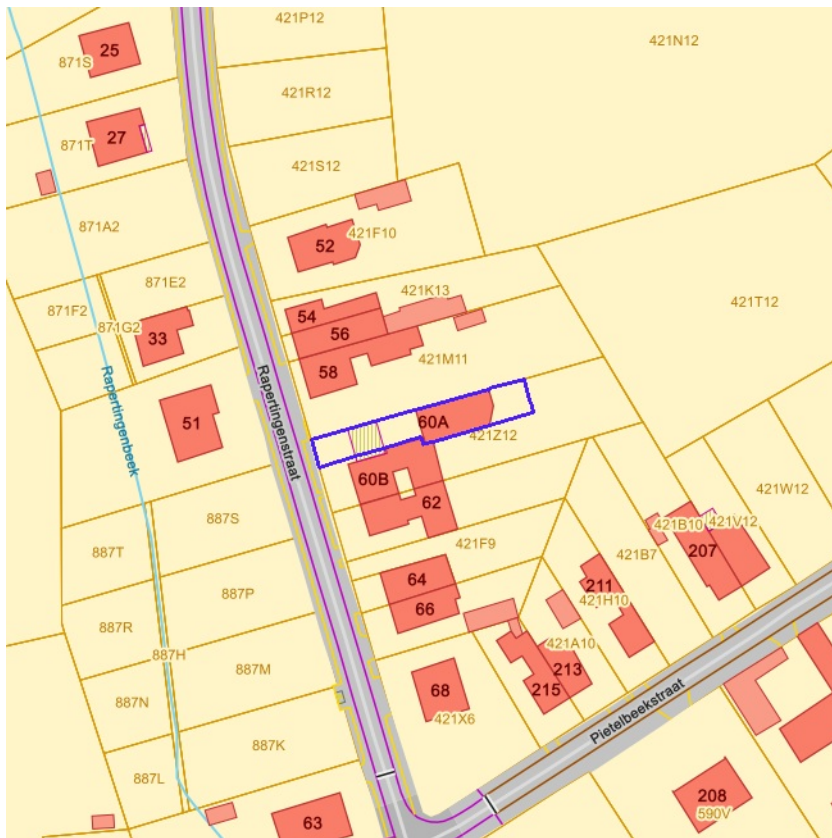 421P12
421N12
25
871S
421R12
27
871T
421S12
871A2
52
421F10
871E2
421K13
421T12
871F2
871G2
54
56
33
58
421M11
Rapertingenbeek
Rapertingenstraat
51
60A
421Z12
60B
62
421W12
887S
421B10
421V12
207
887T
421F9
421B7
64
211
887P
66
421H10
887R
887H
421A10
887M
213
68
215
887N
421X6
Pietelbeekstraat
887K
887L
208
590V
63